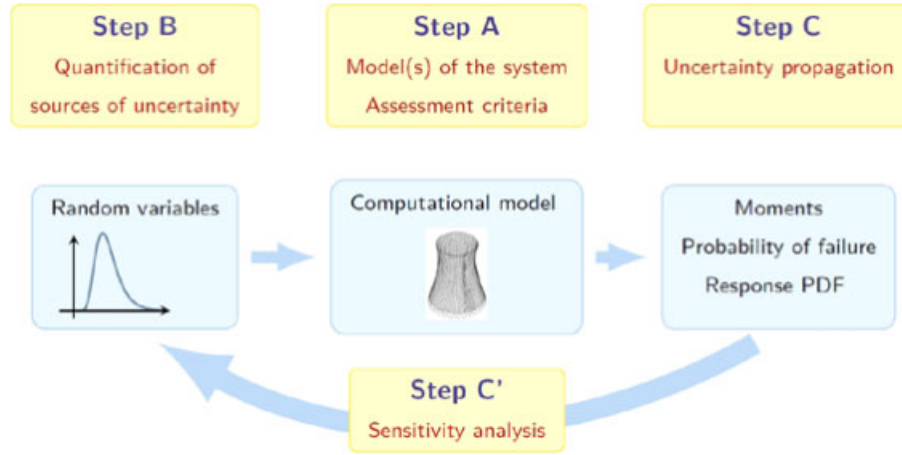 Step B
Quantification of
sources of uncertainty
Step A
Model(s) of the system
Assessment criteria
Step C
Uncertainty propagation
Random variables
Computational model
Moments
Probability of failure
Response PDF
Step C'
Sensitivity analysis